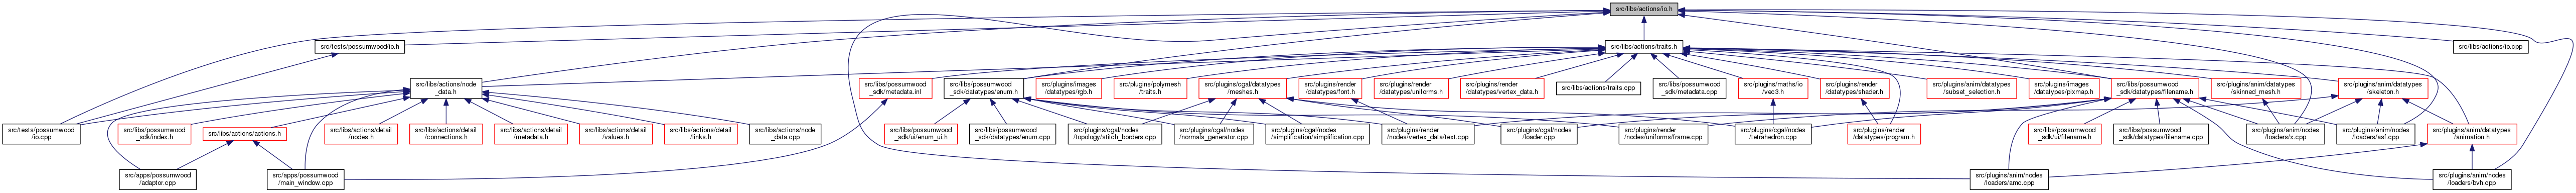 src/libs/actions/io.h
src/tests/possumwood/io.h
src/libs/actions/traits.h
src/libs/actions/io.cpp
src/libs/actions/node
_data.h
src/libs/possumwood
_sdk/metadata.inl
src/libs/possumwood
_sdk/datatypes/enum.h
src/plugins/images
/datatypes/rgb.h
src/plugins/polymesh
/traits.h
src/plugins/cgal/datatypes
/meshes.h
src/plugins/render
/datatypes/font.h
src/plugins/render
/datatypes/uniforms.h
src/plugins/render
/datatypes/vertex_data.h
src/libs/actions/traits.cpp
src/libs/possumwood
_sdk/metadata.cpp
src/plugins/maths/io
/vec3.h
src/plugins/render
/datatypes/shader.h
src/plugins/anim/datatypes
/subset_selection.h
src/plugins/images
/datatypes/pixmap.h
src/libs/possumwood
_sdk/datatypes/filename.h
src/plugins/anim/datatypes
/skinned_mesh.h
src/plugins/anim/datatypes
/skeleton.h
src/tests/possumwood
/io.cpp
src/libs/possumwood
_sdk/index.h
src/libs/actions/actions.h
src/libs/actions/detail
/nodes.h
src/libs/actions/detail
/connections.h
src/libs/actions/detail
/metadata.h
src/libs/actions/detail
/values.h
src/libs/actions/detail
/links.h
src/libs/actions/node
_data.cpp
src/libs/possumwood
_sdk/ui/enum_ui.h
src/libs/possumwood
_sdk/datatypes/enum.cpp
src/plugins/cgal/nodes
/topology/stitch_borders.cpp
src/plugins/cgal/nodes
/normals_generator.cpp
src/plugins/cgal/nodes
/simplification/simplification.cpp
src/plugins/render
/nodes/vertex_data/text.cpp
src/plugins/cgal/nodes
/loader.cpp
src/plugins/render
/nodes/uniforms/frame.cpp
src/plugins/cgal/nodes
/tetrahedron.cpp
src/plugins/render
/datatypes/program.h
src/libs/possumwood
_sdk/ui/filename.h
src/libs/possumwood
_sdk/datatypes/filename.cpp
src/plugins/anim/nodes
/loaders/x.cpp
src/plugins/anim/nodes
/loaders/asf.cpp
src/plugins/anim/datatypes
/animation.h
src/apps/possumwood
/adaptor.cpp
src/apps/possumwood
/main_window.cpp
src/plugins/anim/nodes
/loaders/amc.cpp
src/plugins/anim/nodes
/loaders/bvh.cpp